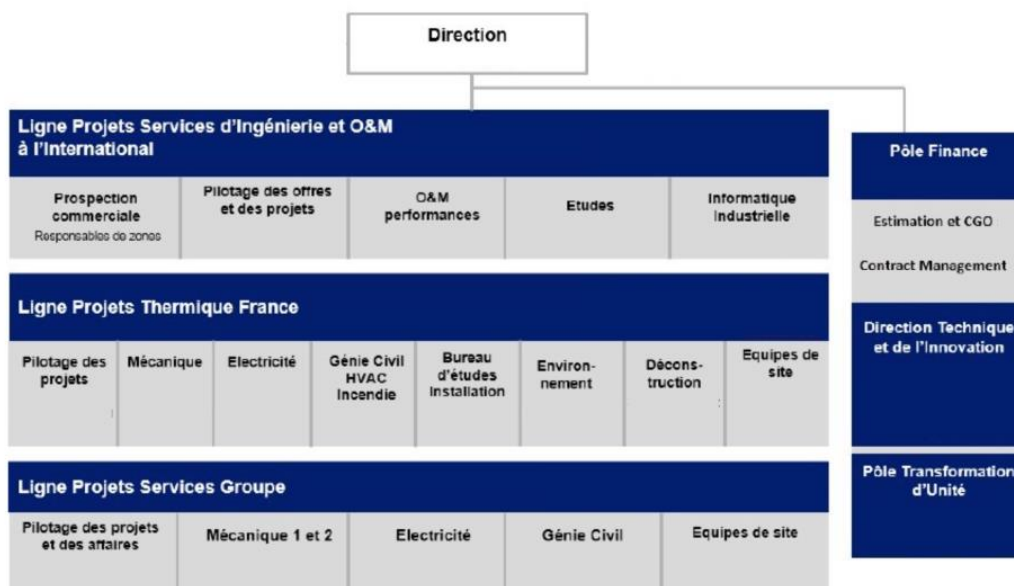 Direction
Ligne Projets Services d'Ingénierie et O&M
à l'International
Prospection
commerciale
Responsables de zones
Pilotage des offres
et des projets
O&M
performances
Etudes
Informatique
Industrielle
Ligne Projets Thermique France
Pilotage des
projets
Mécanique
Electricité
Génie Civil
HVAC
Incendie
Bureau
d'études
Installation
Environ-
nement
Décons-
truction
Equipes de
site
Ligne Projets Services Groupe
Pilotage des projets
et des affaires
Mécanique 1 et 2
Electricité
Génie Civil
Equipes de site
Pôle Finance
Estimation et CGO
Contract Management
Direction Technique
et de l'Innovation
Pôle Transformation
d'Unité